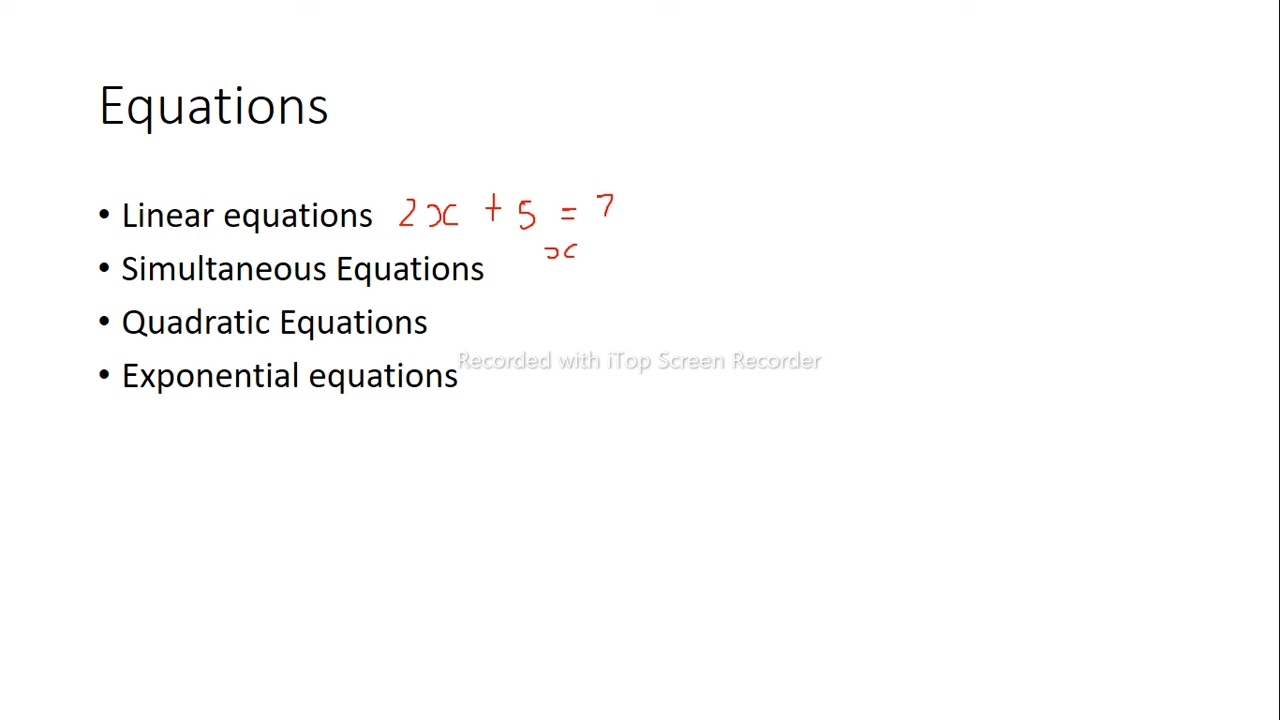 Equations
• Linear equations 2x + 5 = 7
x
• Simultaneous Equations
• Quadratic Equations
Recorded with iTop Screen Recorder
• Exponential equations